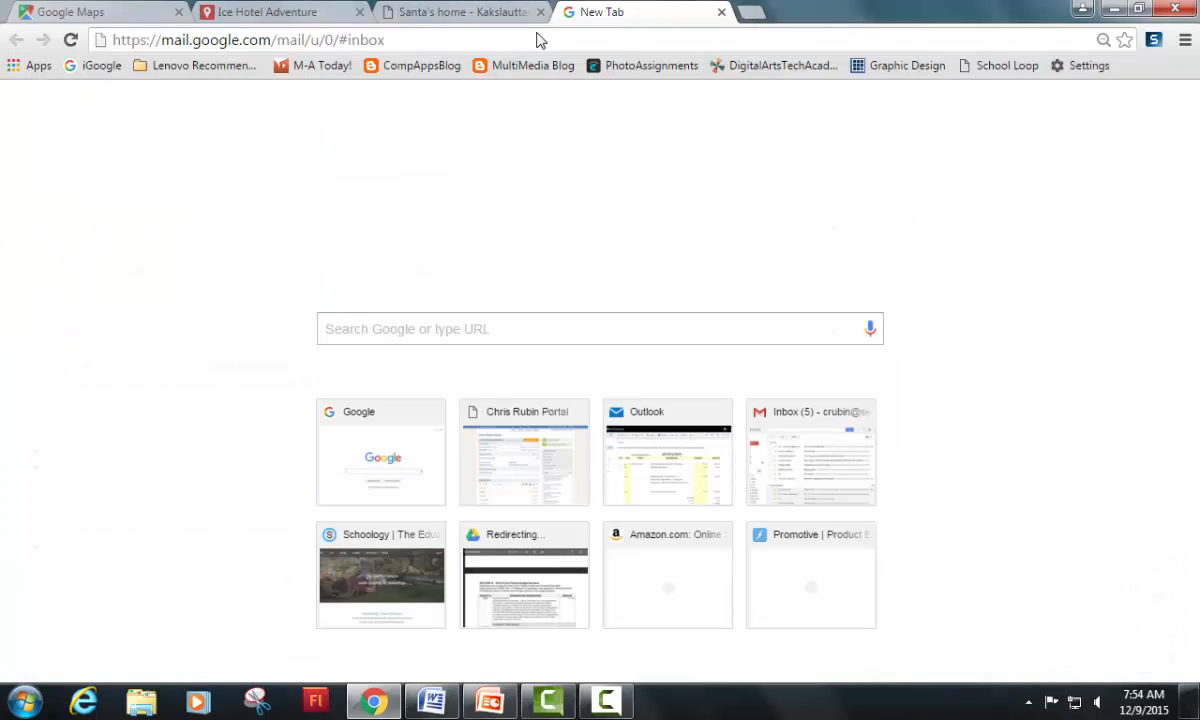 Google Maps
Ice Hotel Adventure
Santa's home - Kakslautta
New Tab
https://mail.google.com/mail/u/0/#inbox
Apps
iGoogle
Lenovo Recommen...
M-A Today!
CompAppsBlog
MultiMedia Blog
PhotoAssignments
DigitalArtsTechAcad...
Graphic Design
School Loop
Settings
Search Google or type URL
Google
Chris Rubin Portal
Outlook
Inbox (5) - crubin@se
Google
Schoology | The Educ
Redirecting...
Amazon.com: Online
Promotive | Product E
7:54 AM
12/9/2015